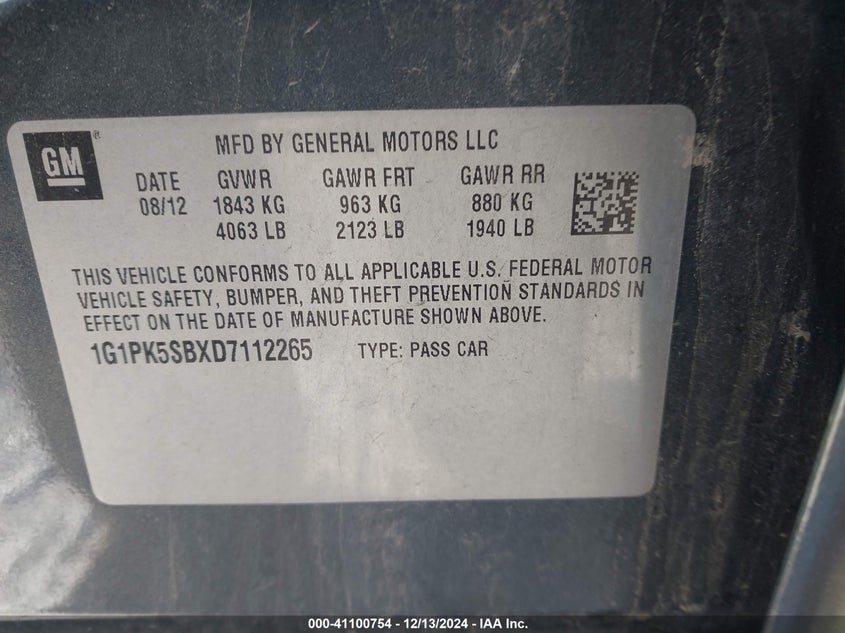 GM®
MFD BY GENERAL MOTORS LLC
DATE GVWR GAWR FRT GAWR RR
08/12 1843 KG 963 KG 880 KG
4063 LB 2123 LB 1940 LB
THIS VEHICLE CONFORMS TO ALL APPLICABLE U.S. FEDERAL MOTOR
VEHICLE SAFETY, BUMPER, AND THEFT PREVENTION STANDARDS IN
EFFECT ON THE DATE OF MANUFACTURE SHOWN ABOVE.
1G1PK5SBXD7112265 TYPE: PASS CAR
000-41100754 - 12/13/2024 - IAA Inc.